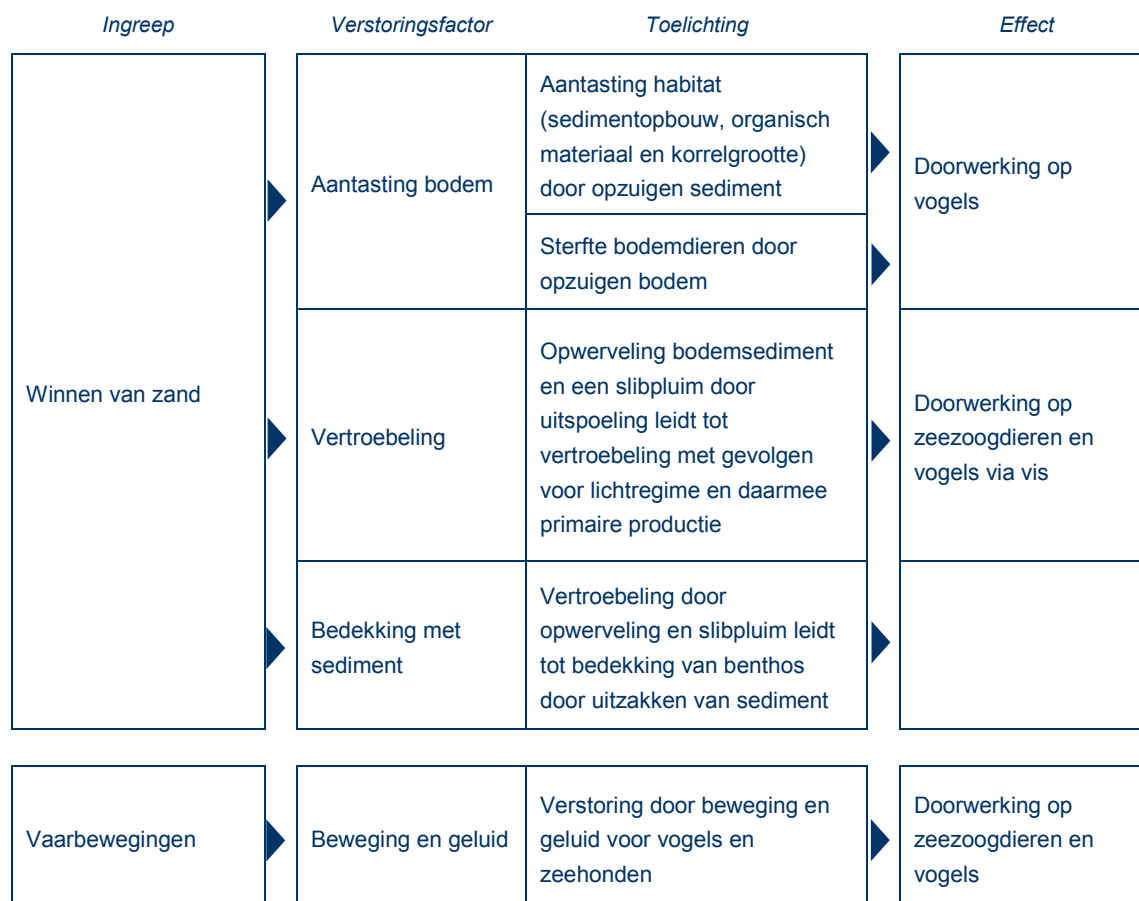 Ingreep
Verstoringsfactor
Toelichting
Effect
Winnen van zand
Aantasting bodem
Aantasting habitat
(sedimentopbouw, organisch
materiaal en korrelgrootte)
door opzuigen sediment
Doorwerking op
vogels
Sterfte bodemdieren door
opzuigen bodem
Vertroebeling
Opwerveling bodemsediment
en een slibpluim door
uitspoeling leidt tot
vertroebeling met gevolgen
voor lichtregime en daarmee
primaire productie
Doorwerking op
zeezoogdieren en
vogels via vis
Bedekking met
sediment
Vertroebeling door
opwerveling en slibpluim leidt
tot bedekking van benthos
door uitzakken van sediment
Vaarbewegingen
Beweging en geluid
Verstoring door beweging en
geluid voor vogels en
zeehonden
Doorwerking op
zeezoogdieren en
vogels